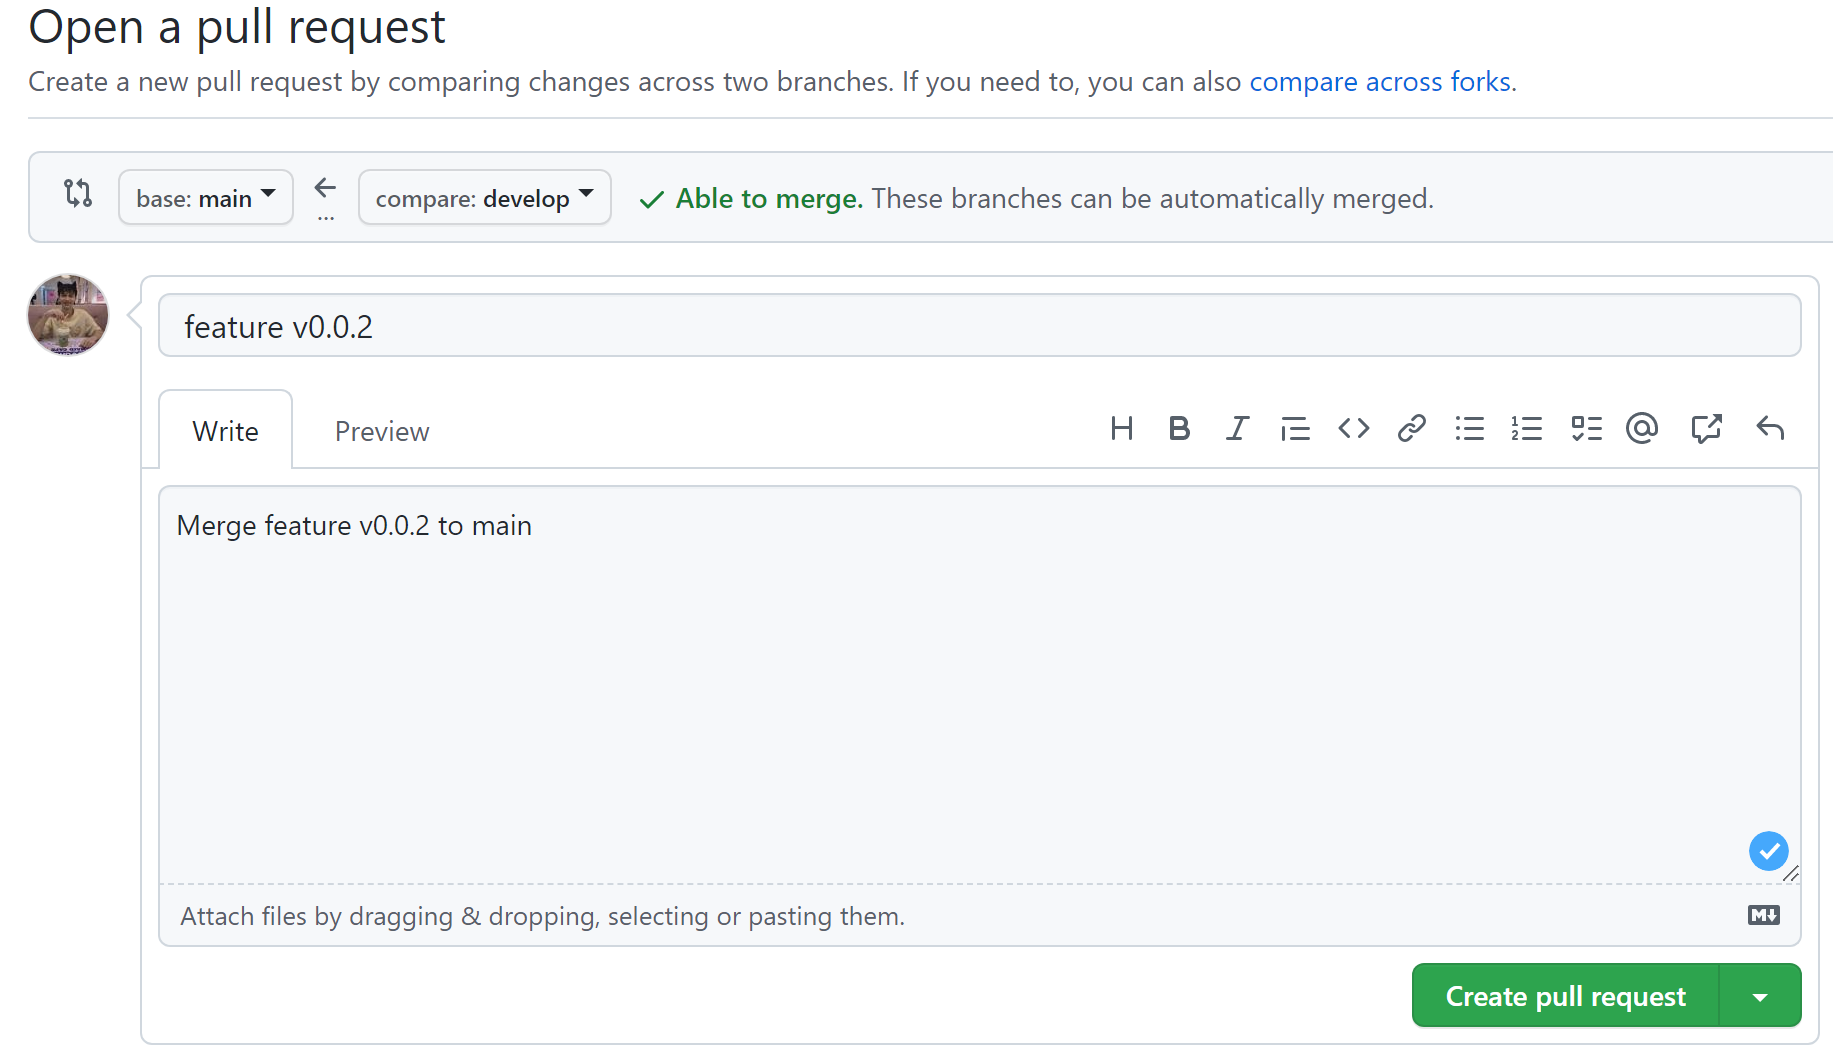 Open a pull request
Create a new pull request by comparing changes across two branches. If you need to, you can also compare across forks.
base: main ... compare: develop Able to merge. These branches can be automatically merged.
feature v0.0.2
Write Preview
Merge feature v0.0.2 to main
Attach files by dragging & dropping, selecting or pasting them.
Create pull request